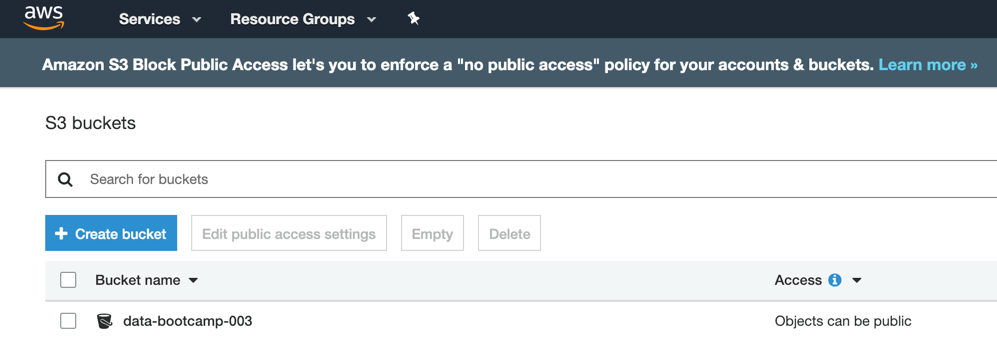 aws Services Resource Groups
Amazon S3 Block Public Access let's you to enforce a "no public access" policy for your accounts & buckets. Learn more »
S3 buckets
Search for buckets
+ Create bucket Edit public access settings Empty Delete
Bucket name Access
data-bootcamp-003 Objects can be public